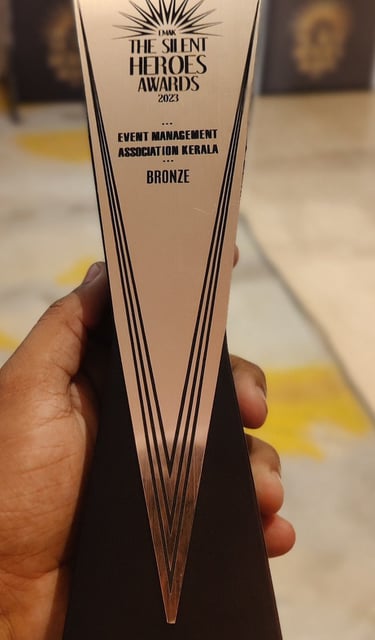 EMAK
THE SILENT
HEROES
AWARDS
2023
EVENT MANAGEMENT
ASSOCIATION KERALA
BRONZE